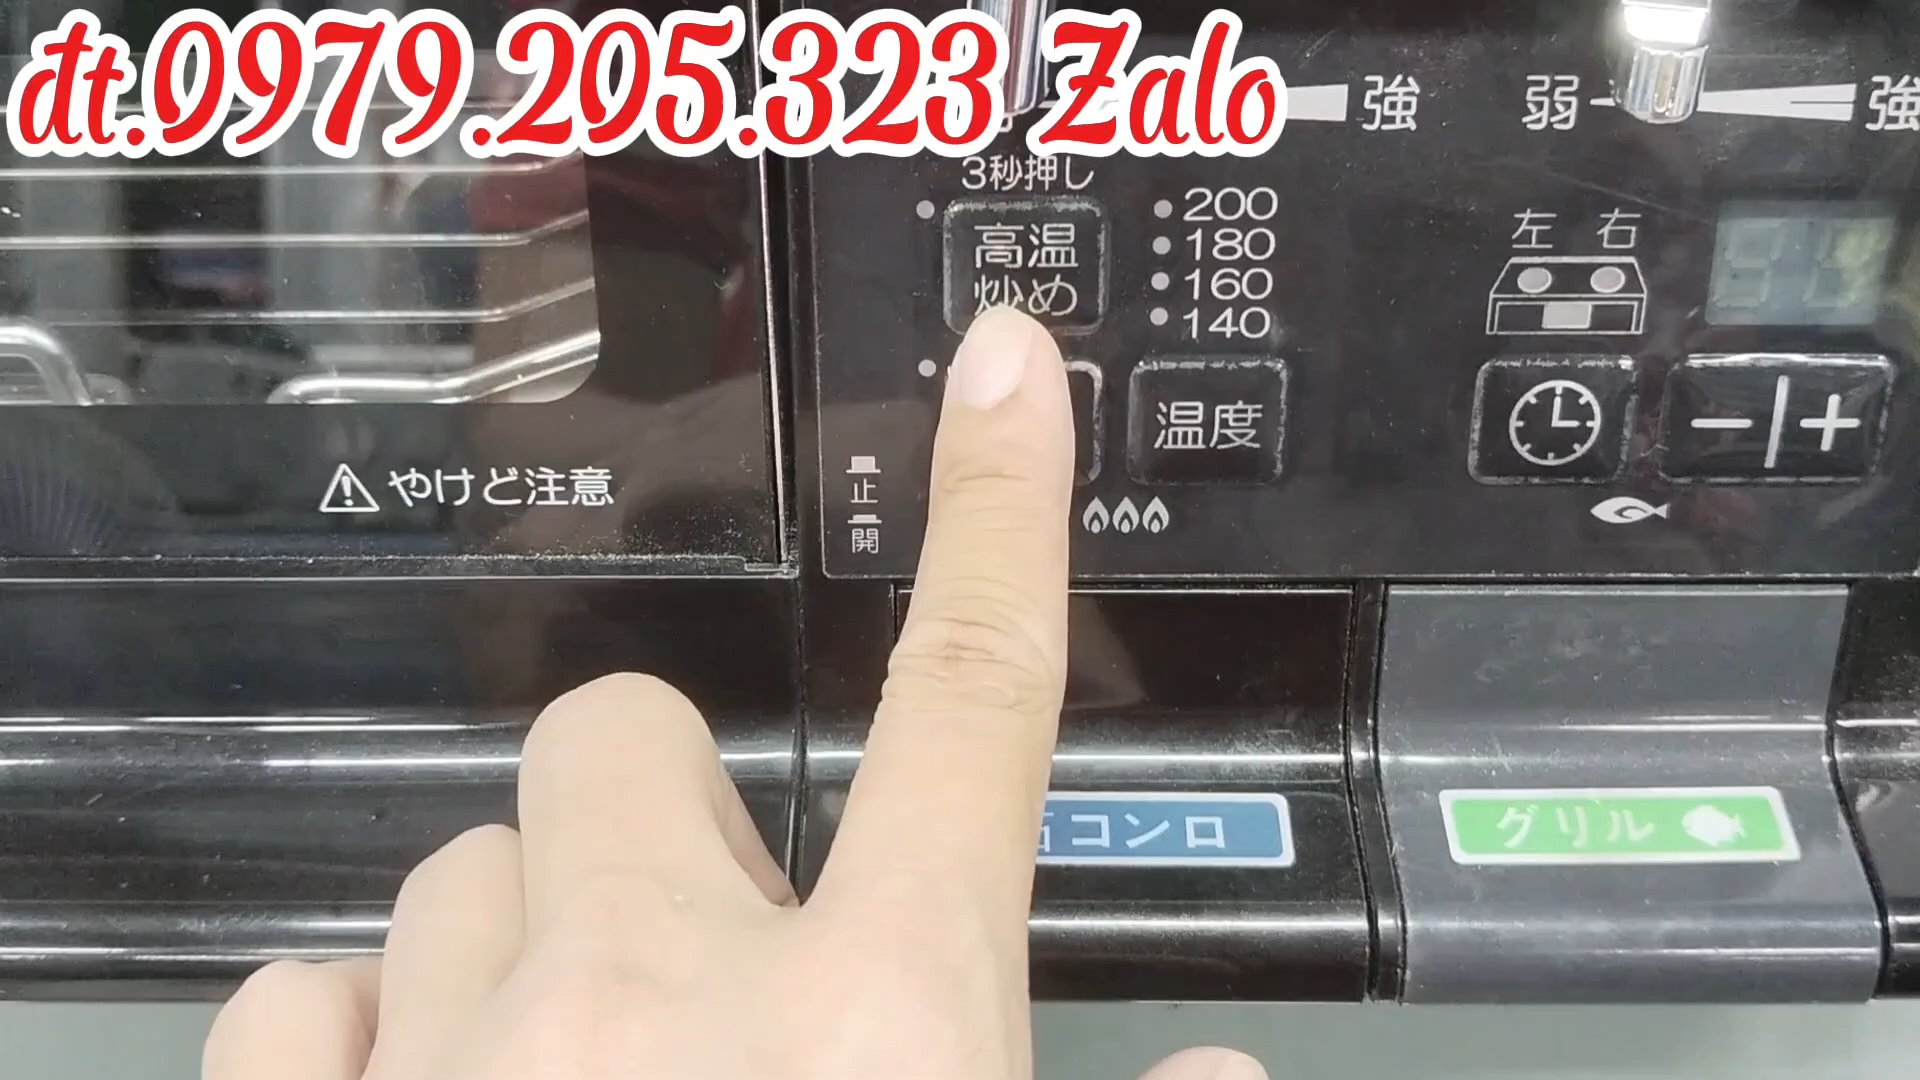 đt.0979.205.323 Zalo
強
弱
強
3秒押し
高温
炒め
200
180
160
140
左 右
温度
− +
止
開
⚠やけど注意
コンロ
グリル